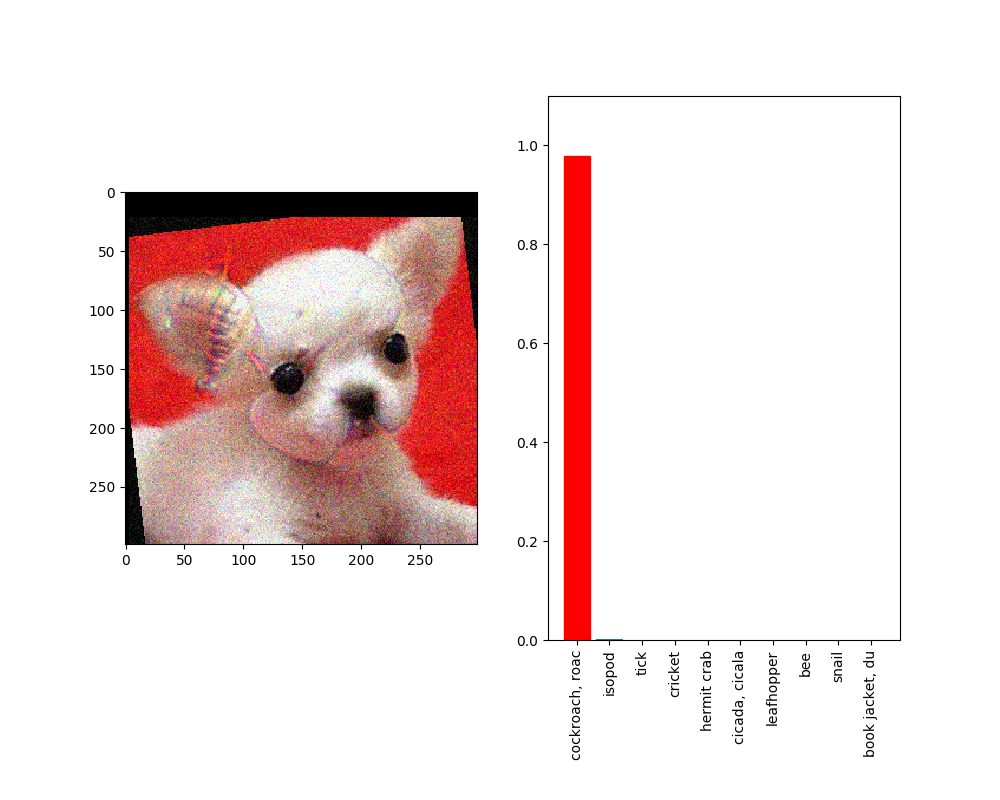 0
50
100
150
200
250
0
50
100
150
200
250
1.0
0.8
0.6
0.4
0.2
0.0
cockroach, roac
isopod
tick
cricket
hermit crab
cicada, cicala
leafhopper
bee
snail
book jacket, du